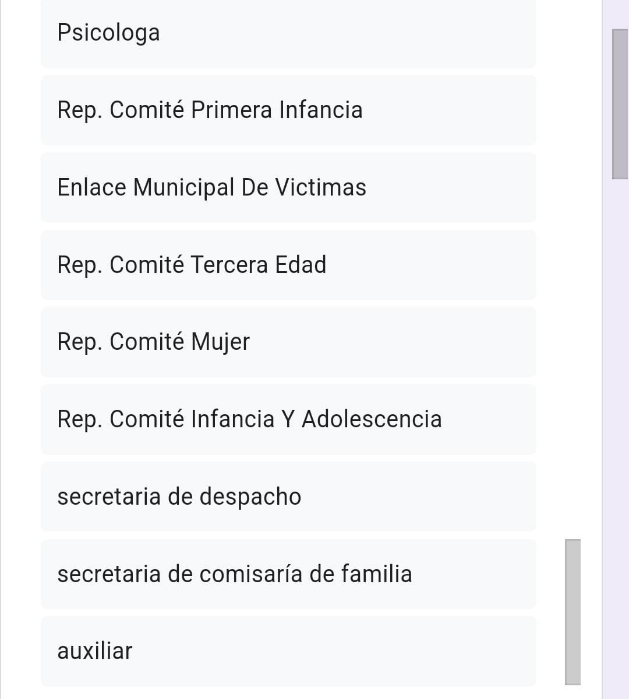 Psicologa
Rep. Comité Primera Infancia
Enlace Municipal De Victimas
Rep. Comité Tercera Edad
Rep. Comité Mujer
Rep. Comité Infancia Y Adolescencia
secretaria de despacho
secretaria de comisaría de familia
auxiliar